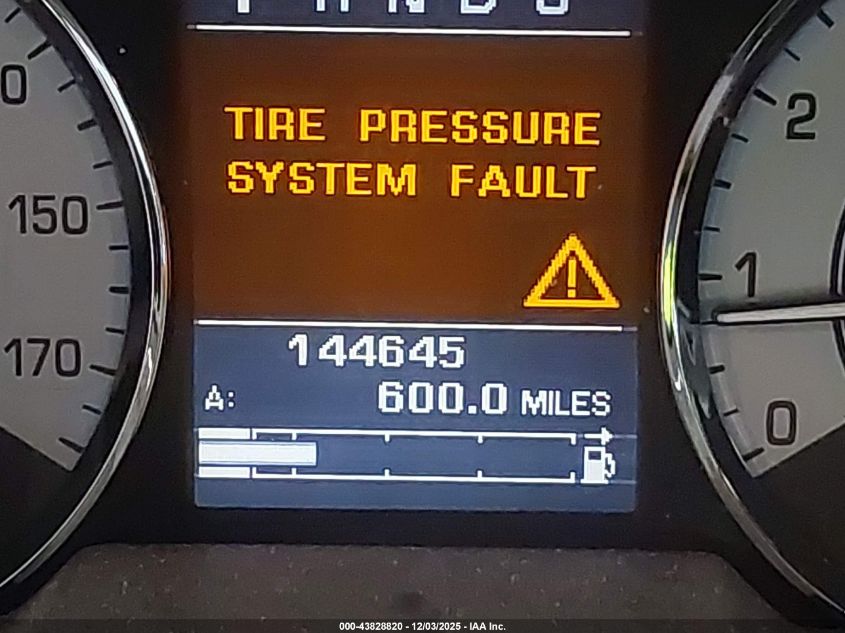 TIRE PRESSURE
SYSTEM FAULT
144645
A: 600.0 MILES
150
170
2
1
0
000-43828820 - 12/03/2025 - IAA Inc.